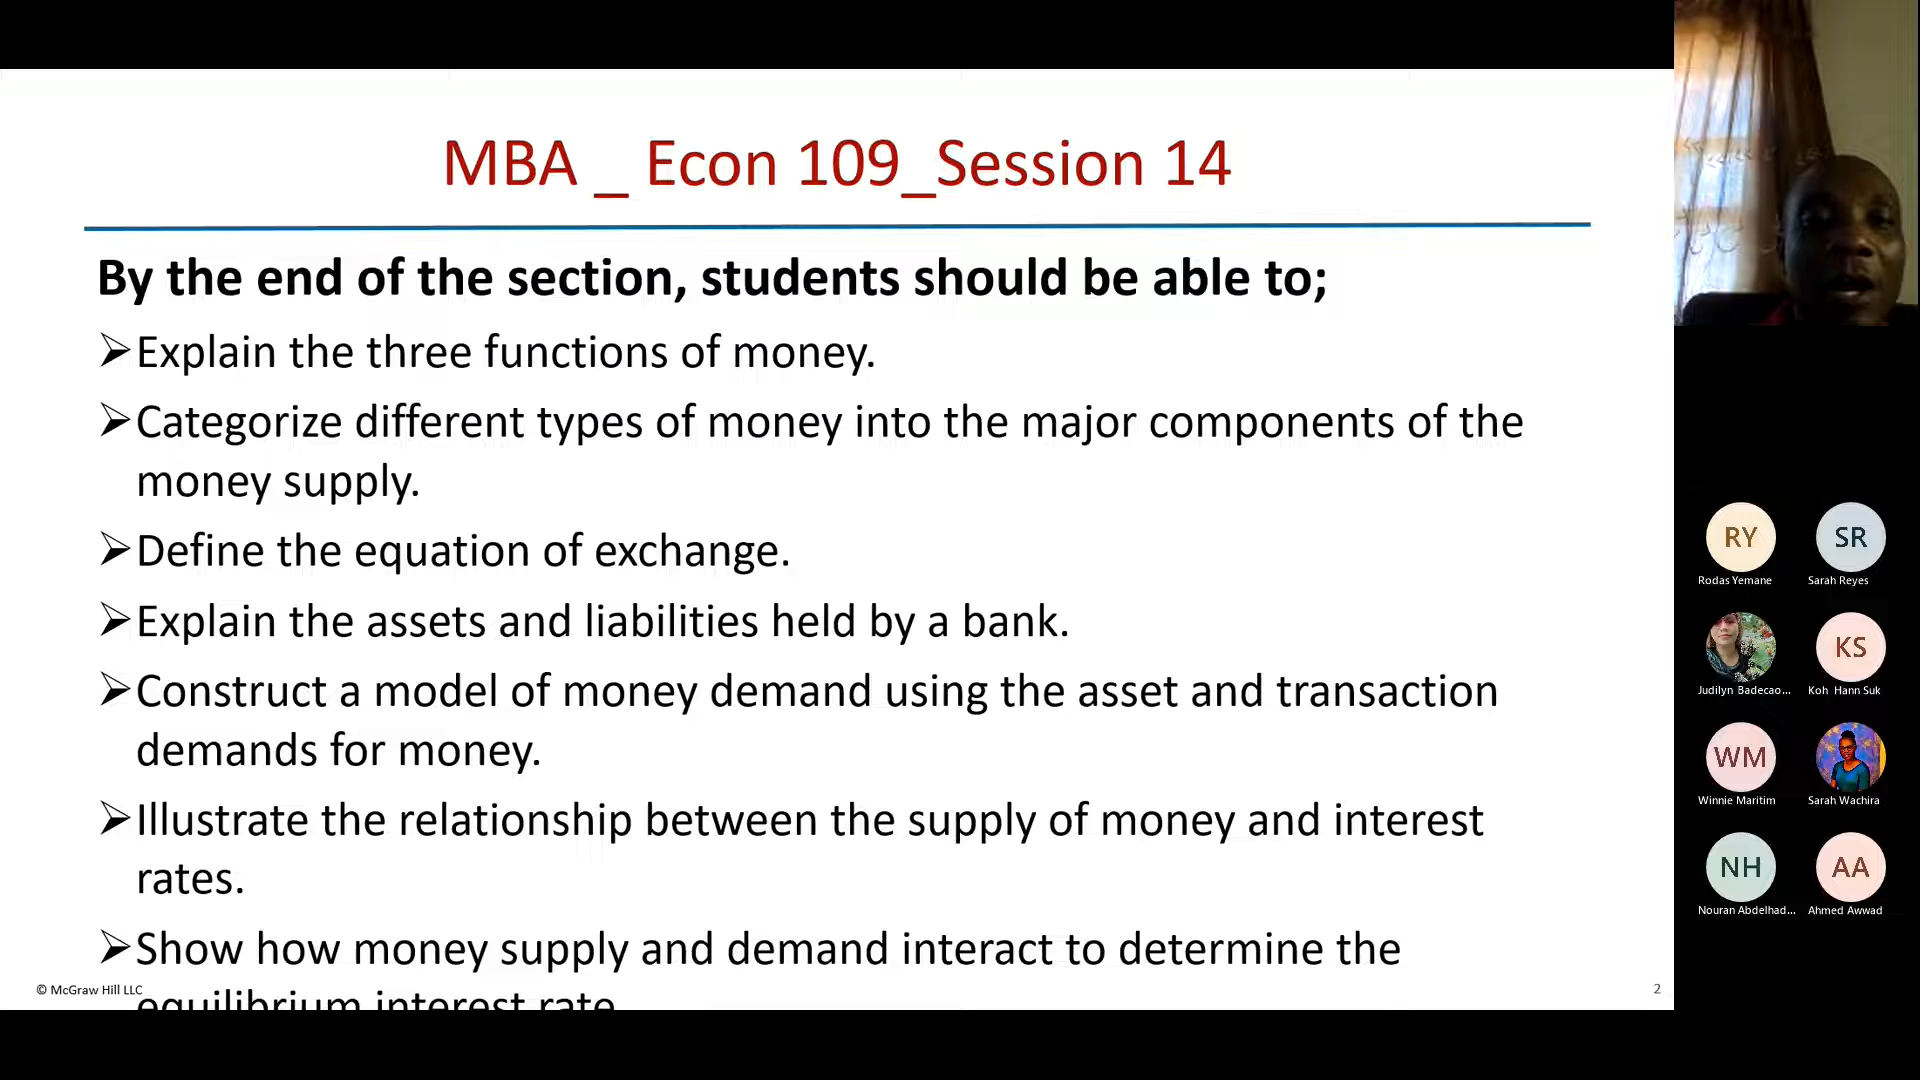 MBA _ Econ 109_Session 14
By the end of the section, students should be able to;
➢Explain the three functions of money.
➢Categorize different types of money into the major components of the
money supply.
➢Define the equation of exchange.
➢Explain the assets and liabilities held by a bank.
➢Construct a model of money demand using the asset and transaction
demands for money.
➢Illustrate the relationship between the supply of money and interest
rates.
➢Show how money supply and demand interact to determine the
equilibrium interest rate
© McGraw Hill LLC
2
RY
Rodas Yemane
SR
Sarah Reyes
Judilyn Badecao...
KS
Koh Hann Suk
WM
Winnie Maritim
Sarah Wachira
NH
Nouran Abdelhad...
AA
Ahmed Awwad